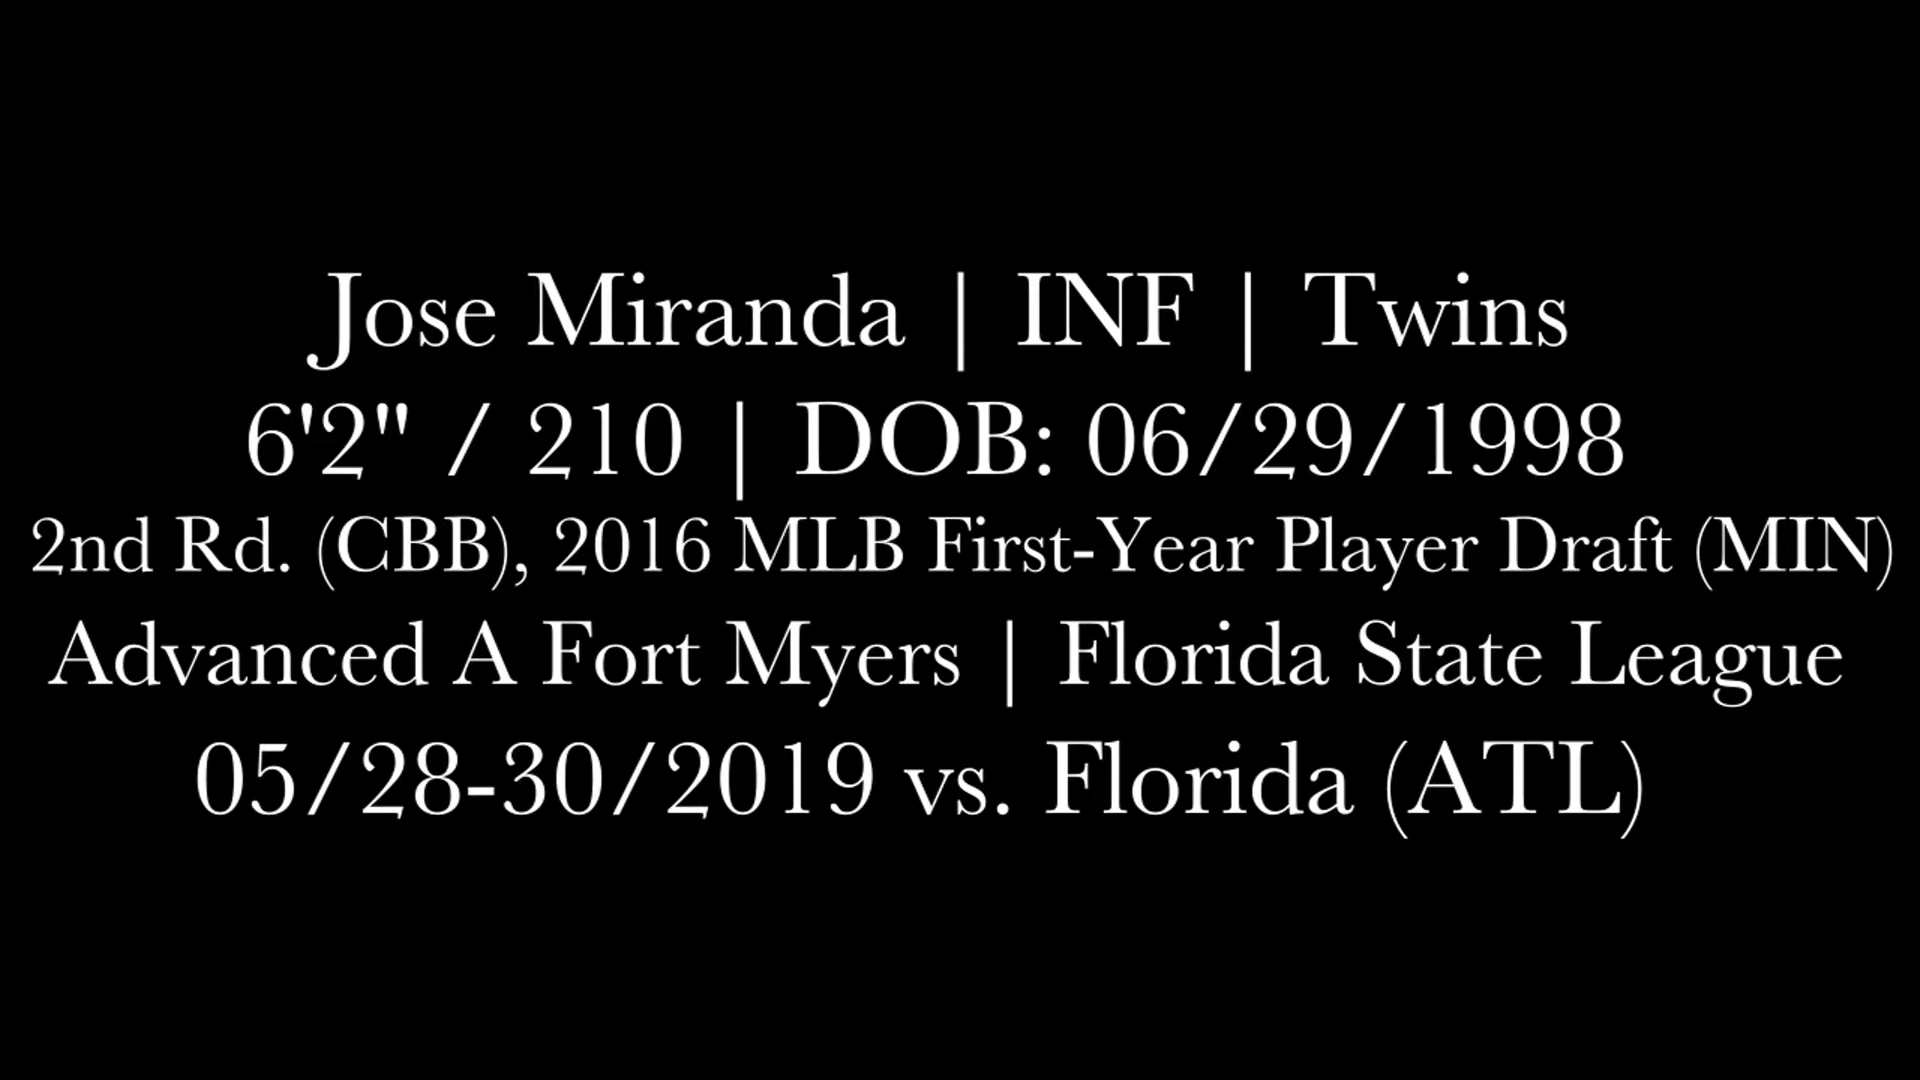 Jose Miranda | INF | Twins
6'2" / 210 | DOB: 06/29/1998
2nd Rd. (CBB), 2016 MLB First-Year Player Draft (MIN)
Advanced A Fort Myers | Florida State League
05/28-30/2019 vs. Florida (ATL)